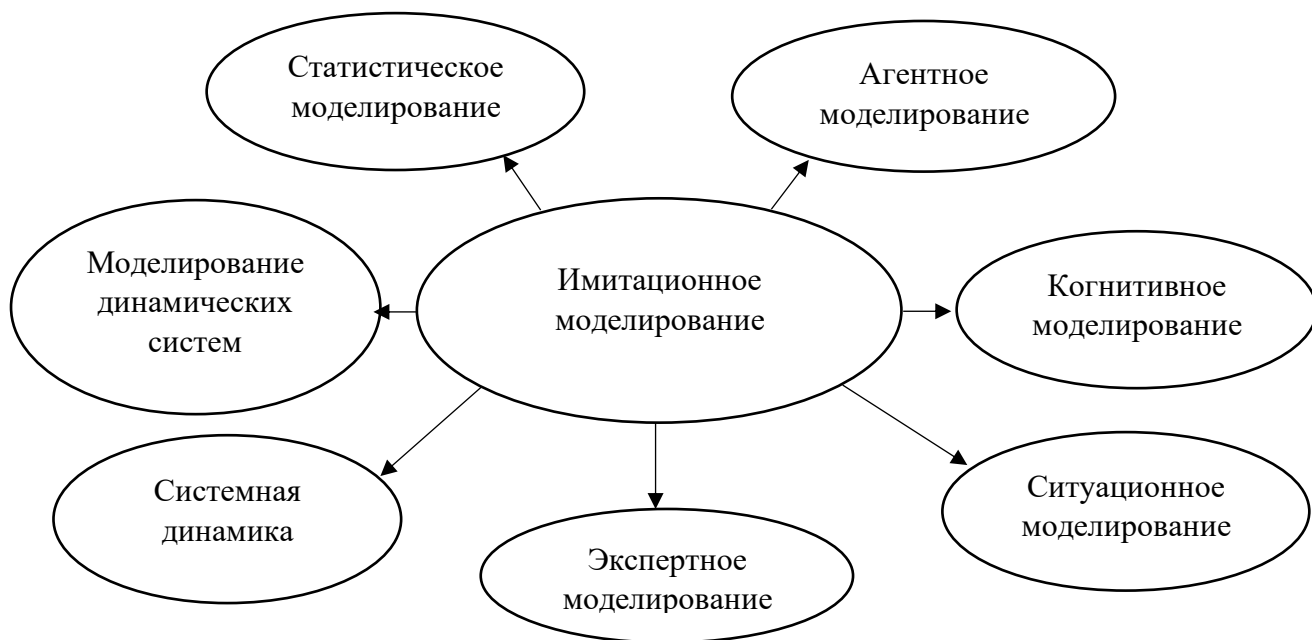 Статистическое
моделирование
Агентное
моделирование
Моделирование
динамических
систем
Имитационное
моделирование
Когнитивное
моделирование
Системная
динамика
Экспертное
моделирование
Ситуационное
моделирование